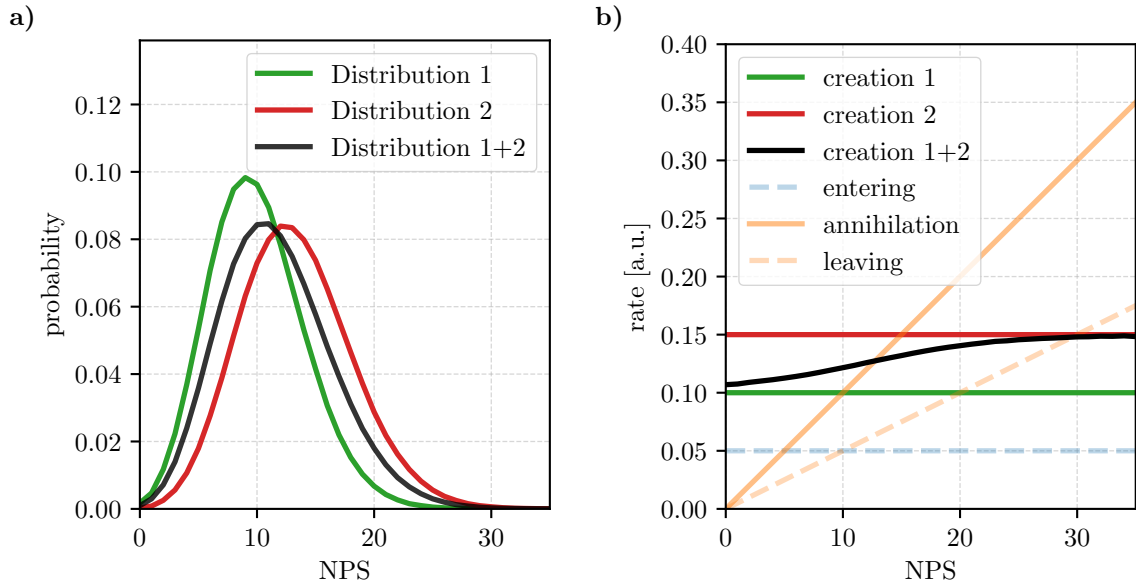 a)
probability
0.12
0.10
0.08
0.06
0.04
0.02
0.00
Distribution 1
Distribution 2
Distribution 1+2
0
10
20
30
NPS
b)
rate [a.u.]
0.40
0.35
0.30
0.25
0.20
0.15
0.10
0.05
0.00
creation 1
creation 2
creation 1+2
entering
annihilation
leaving
0
10
20
30
NPS